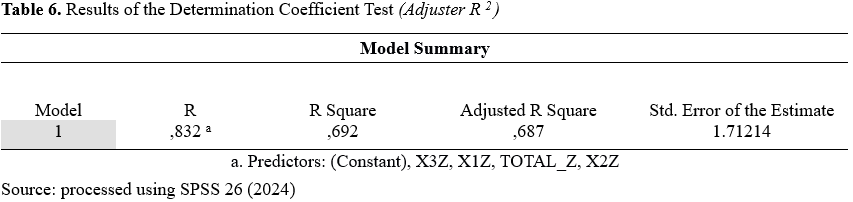 Table 6. Results of the Determination Coefficient Test (Adjuster R 2)
Model Summary
Model R R Square Adjusted R Square Std. Error of the Estimate
1 ,832 a ,692 ,687 1.71214
a. Predictors: (Constant), X3Z, X1Z, TOTAL_Z, X2Z
Source: processed using SPSS 26 (2024)